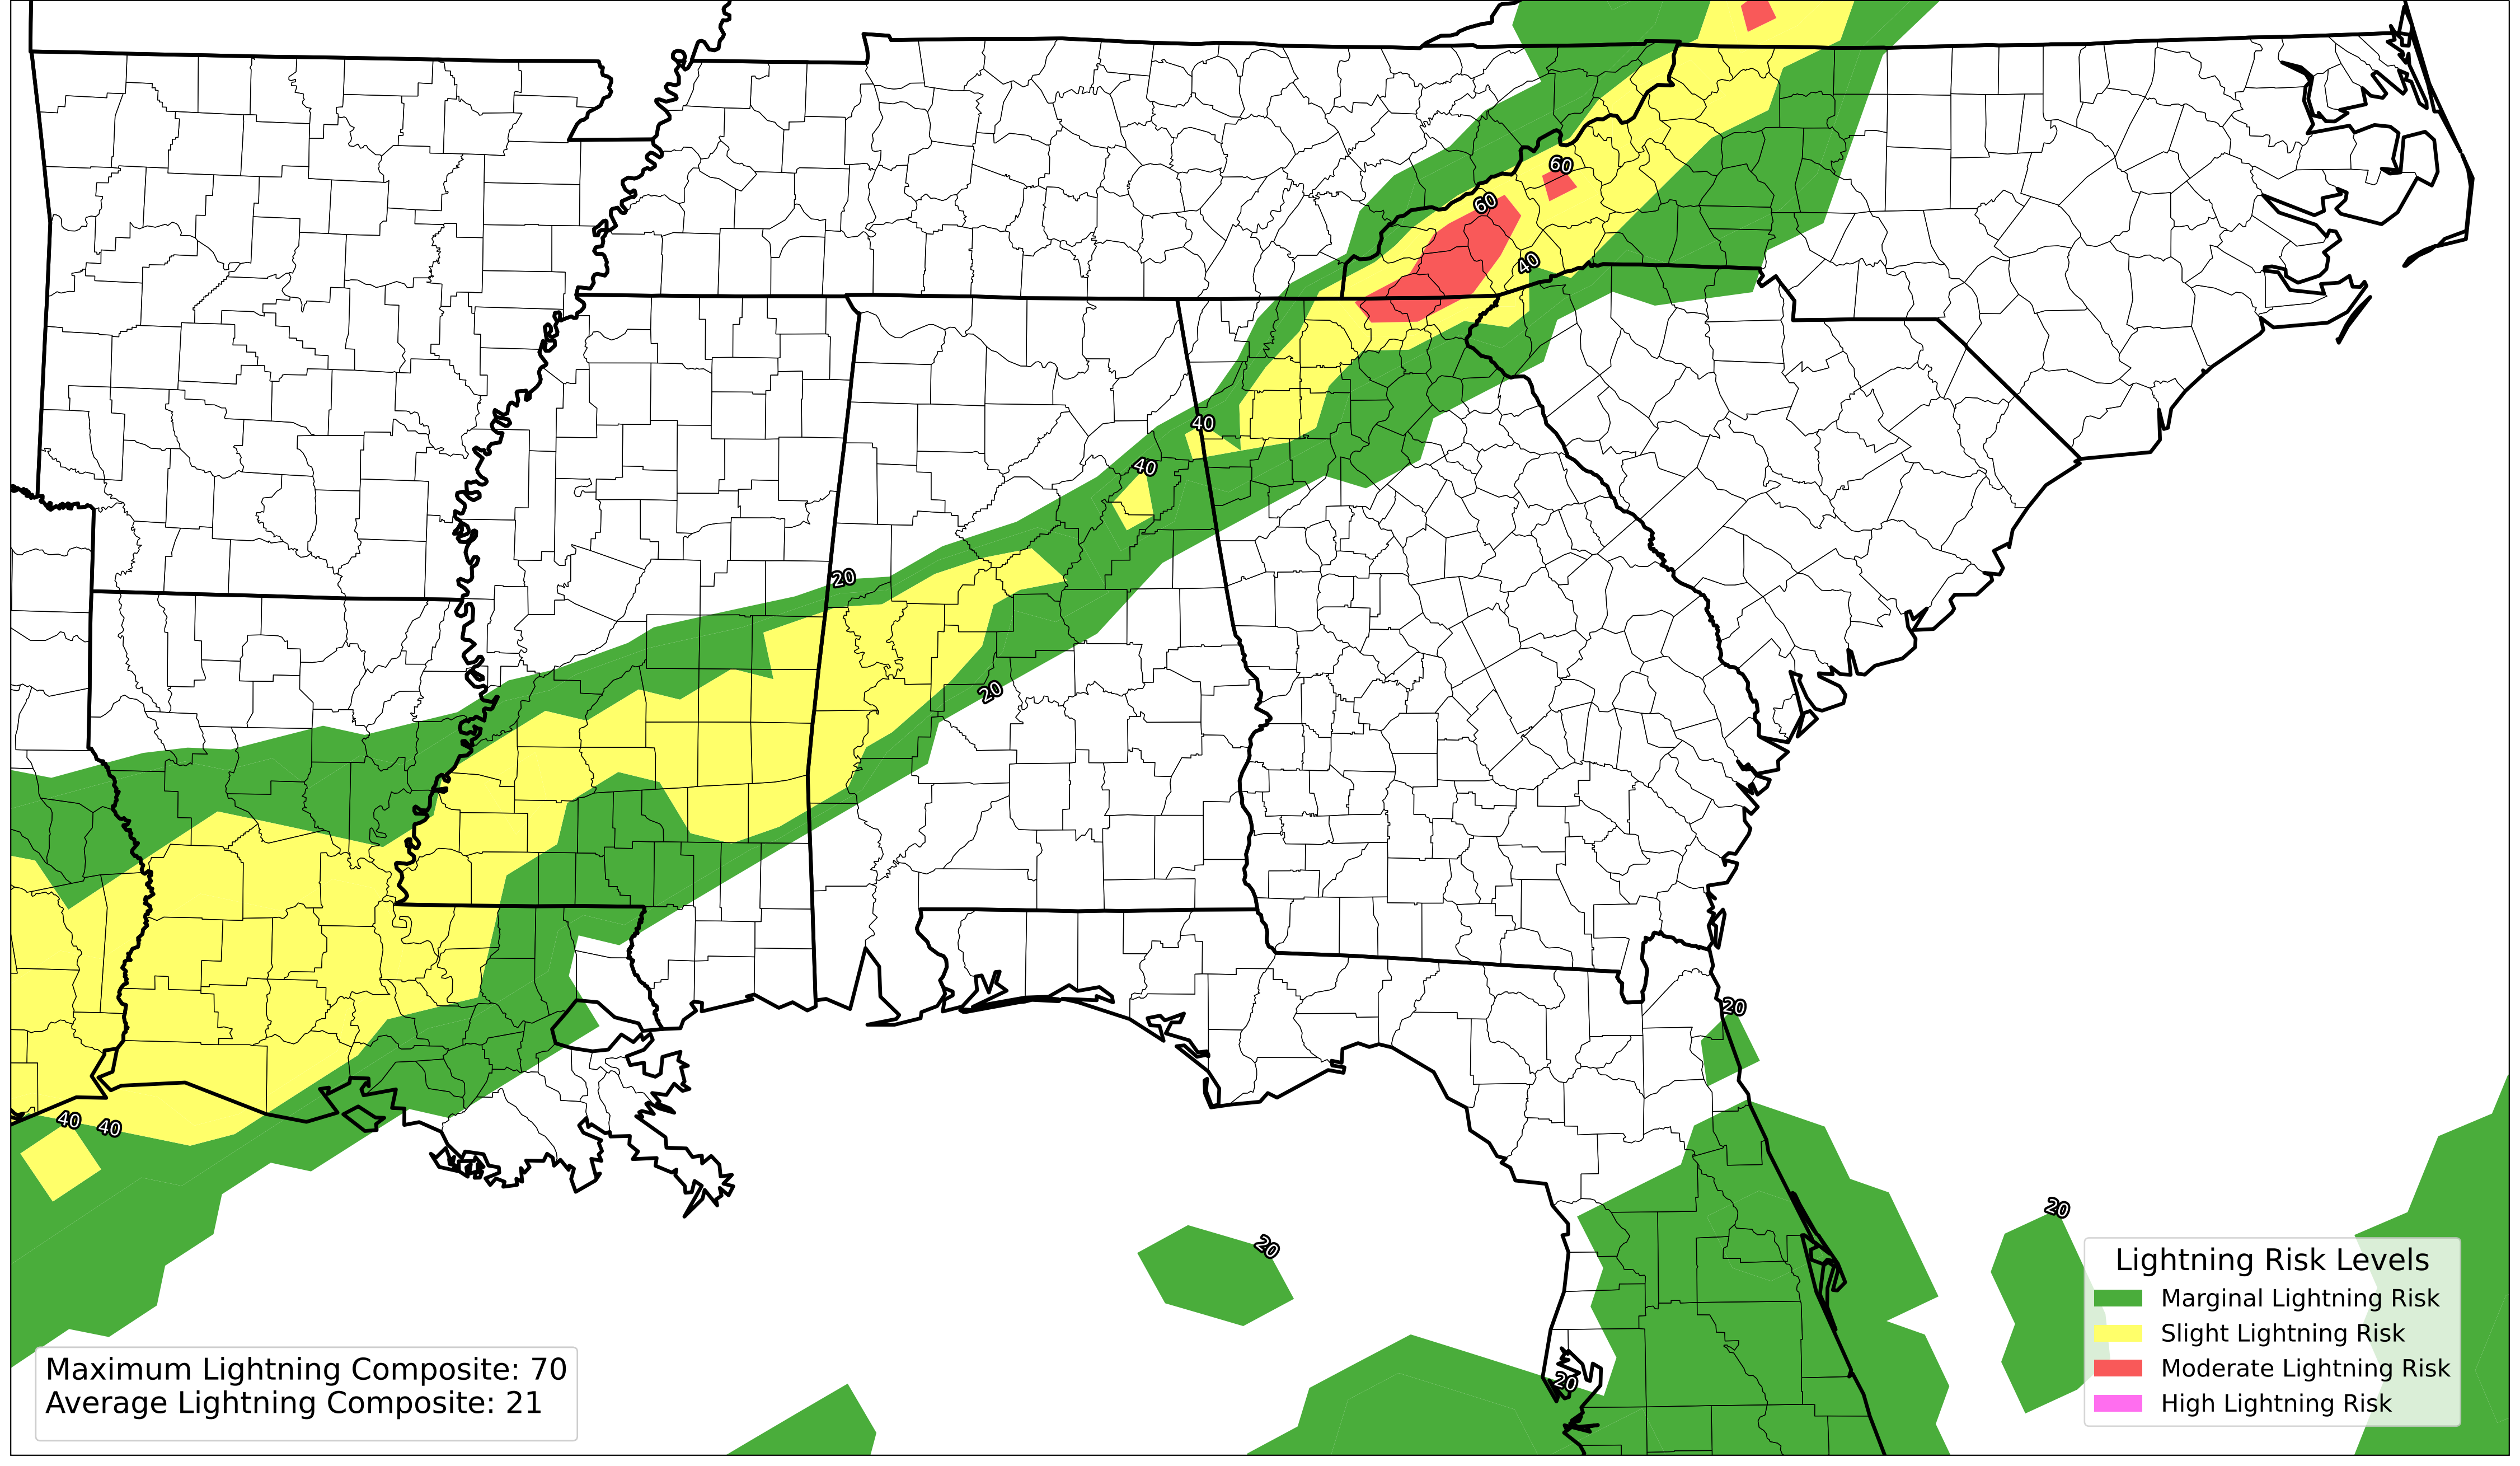 60
60
40
40
40
20
20
20
40 40
20
20
20
Lightning Risk Levels
Marginal Lightning Risk
Slight Lightning Risk
Moderate Lightning Risk
High Lightning Risk
Maximum Lightning Composite: 70
Average Lightning Composite: 21
20